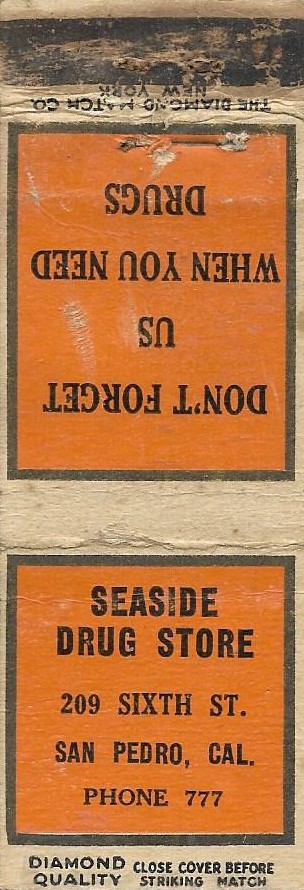 THE DIAMOND MATCH CO.
NEW YORK
DON'T FORGET
US
WHEN YOU NEED
DRUGS
SEASIDE
DRUG STORE
209 SIXTH ST.
SAN PEDRO, CAL.
PHONE 777
DIAMOND QUALITY
CLOSE COVER BEFORE
STRIKING MATCH